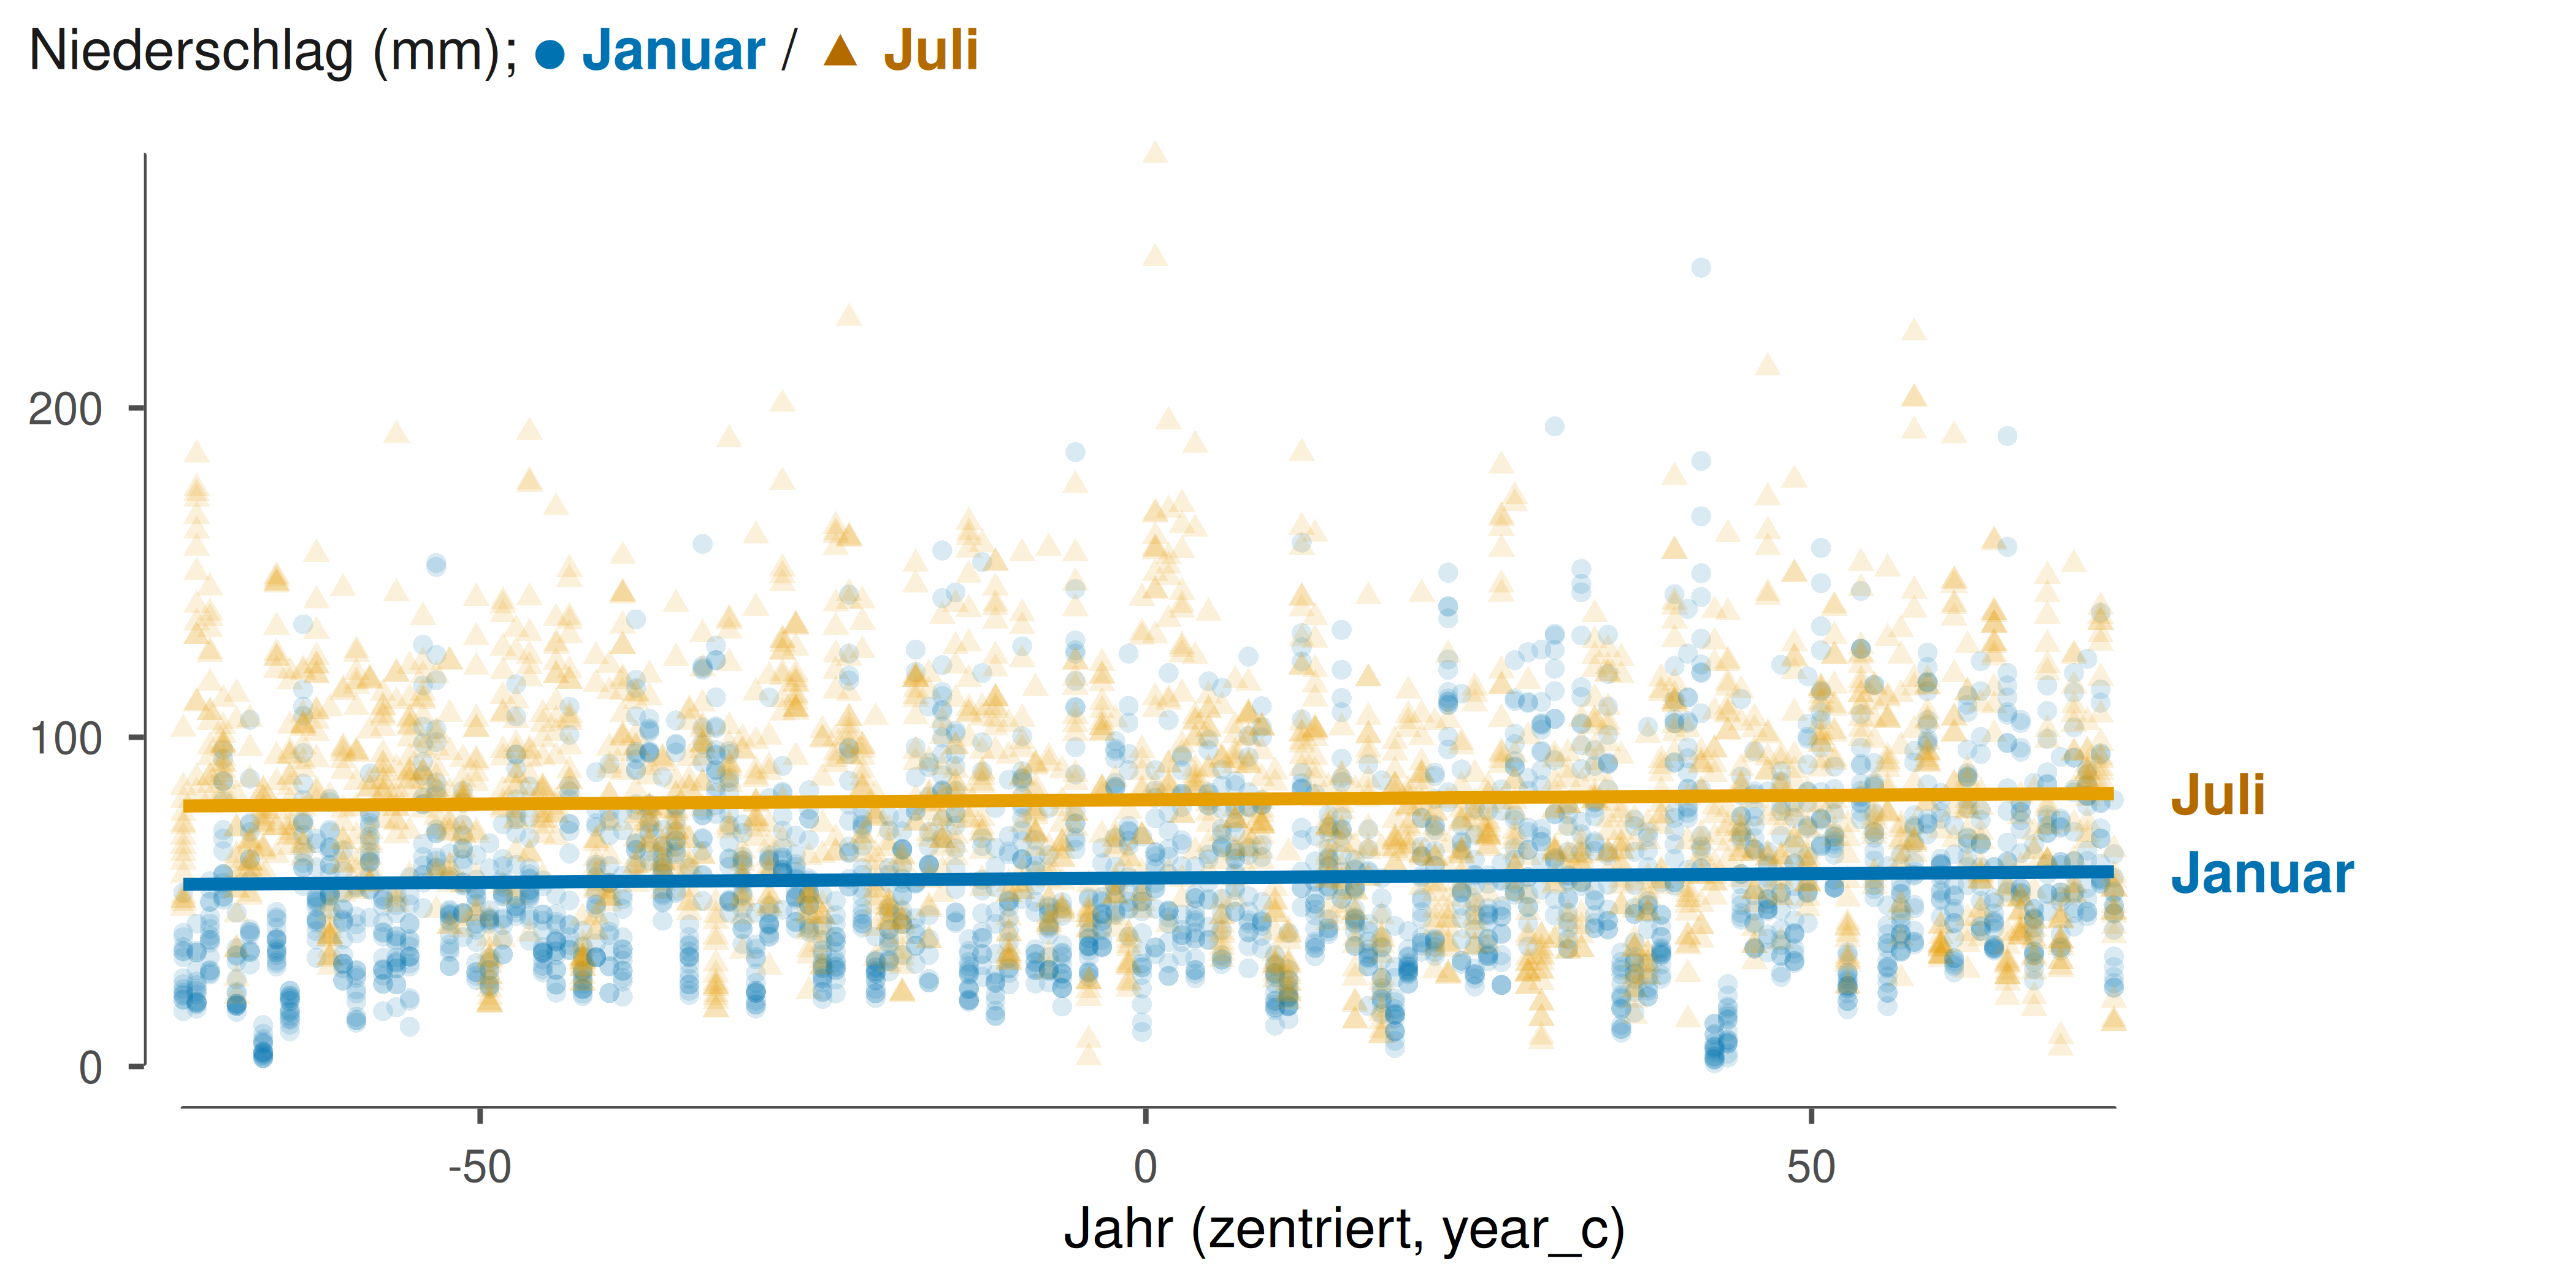 Niederschlag (mm); ● Januar / ▲ Juli
200
100
0
Juli
Januar
-50 0 50
Jahr (zentriert, year_c)